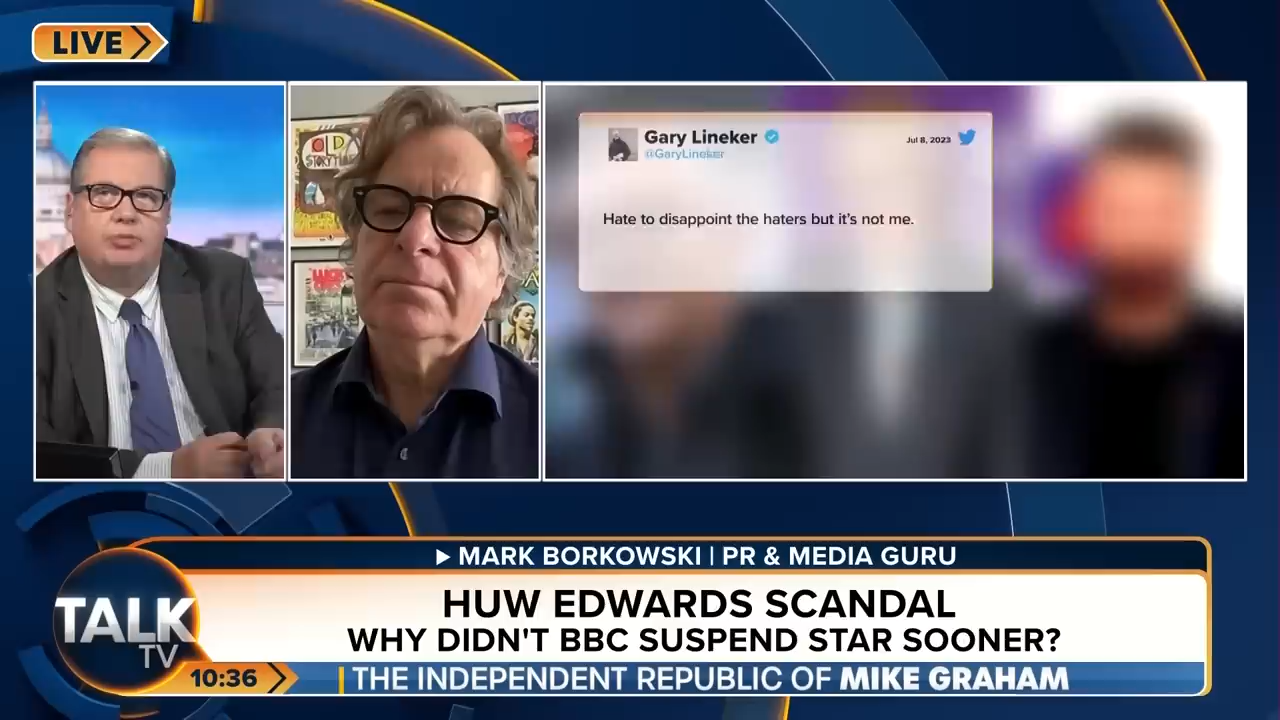 LIVE
Gary Lineker
@GaryLineker
Jul 8, 2023
Hate to disappoint the haters but it's not me.
OLD
STORYTIME
MARK BORKOWSKI | PR & MEDIA GURU
HUW EDWARDS SCANDAL
WHY DIDN'T BBC SUSPEND STAR SOONER?
TALK
TV
10:36
THE INDEPENDENT REPUBLIC OF MIKE GRAHAM